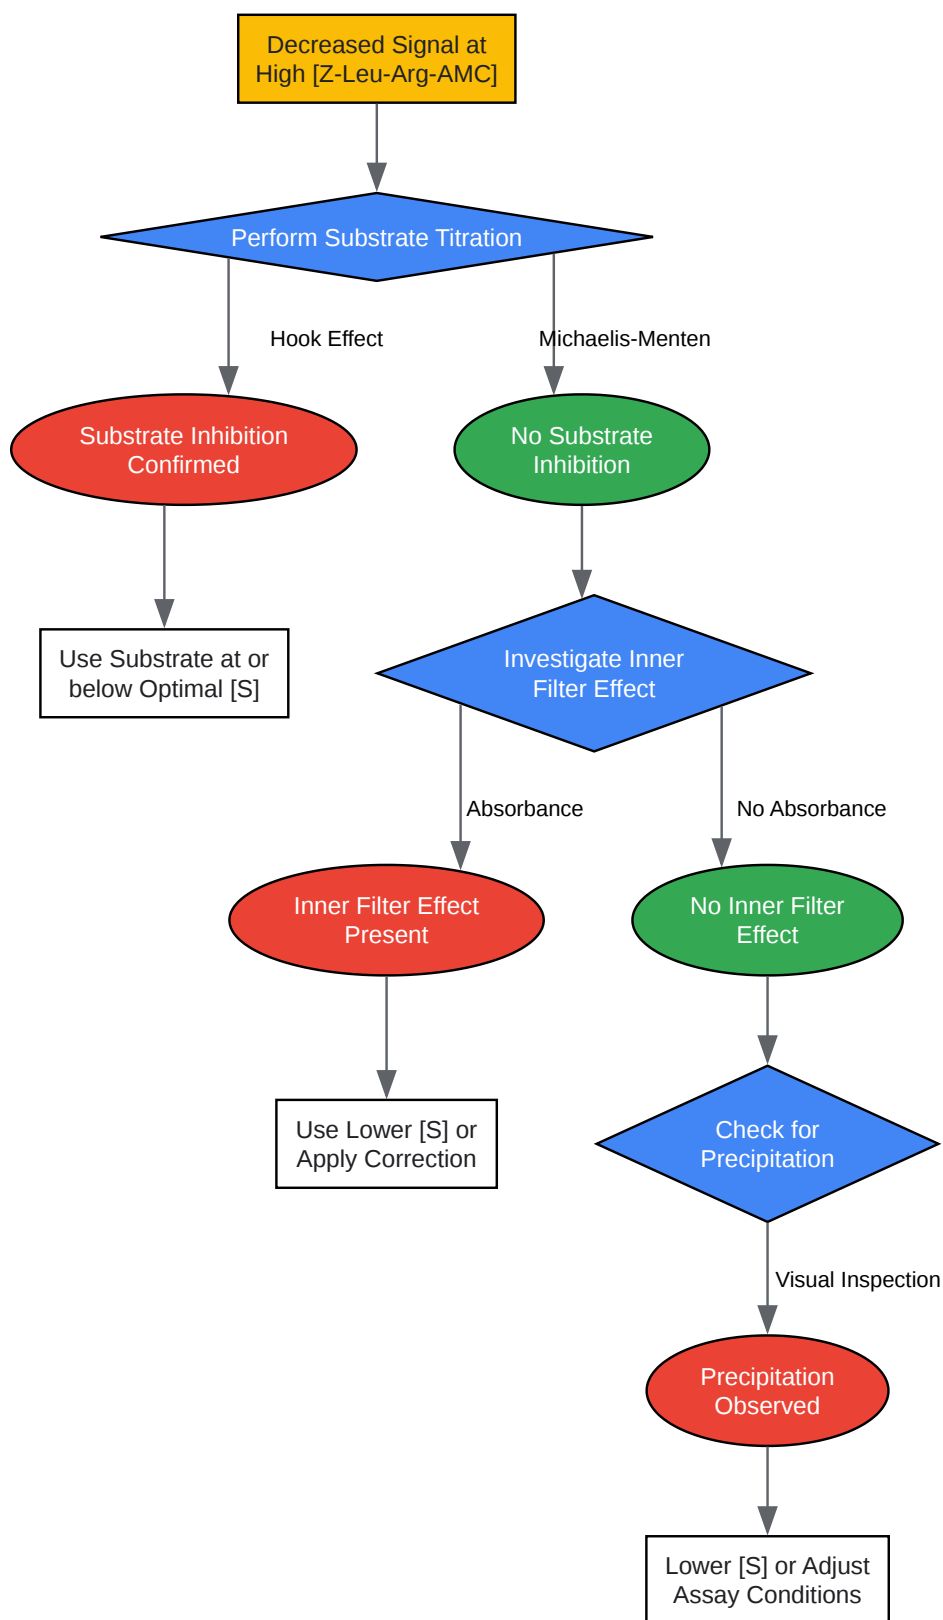 Decreased Signal at
High [Z-Leu-Arg-AMC]
Perform Substrate Titration
Hook Effect
Michaelis-Menten
Substrate Inhibition
Confirmed
No Substrate
Inhibition
Use Substrate at or
below Optimal [S]
Investigate Inner
Filter Effect
Absorbance
No Absorbance
Inner Filter Effect
Present
No Inner Filter
Effect
Use Lower [S] or
Apply Correction
Check for
Precipitation
Visual Inspection
Precipitation
Observed
Lower [S] or Adjust
Assay Conditions